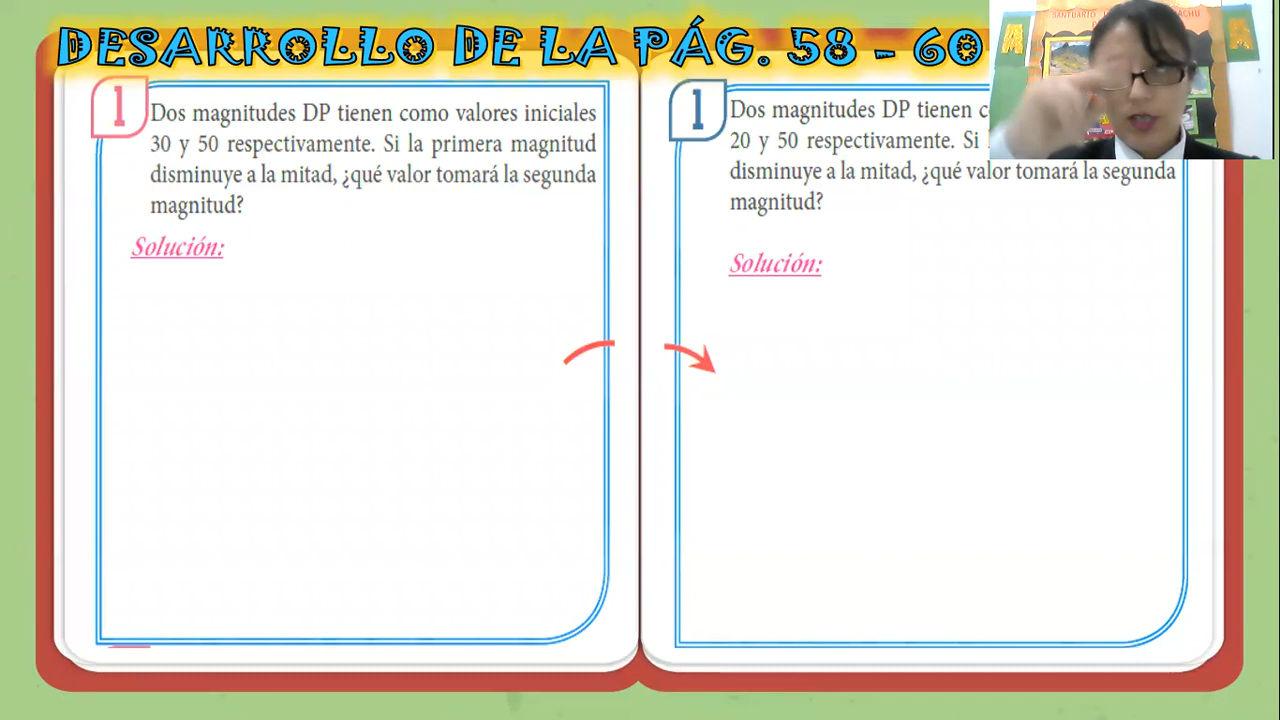 DESARROLLO DE LA PÁG. 58 - 60
1
Dos magnitudes DP tienen como valores iniciales
30 y 50 respectivamente. Si la primera magnitud
disminuye a la mitad, ¿qué valor tomará la segunda
magnitud?
Solución:
1
Dos magnitudes DP tienen
20 y 50 respectivamente. Si
disminuye a la mitad, ¿qué valor tomará la segunda
magnitud?
Solución:
SANTUARIO